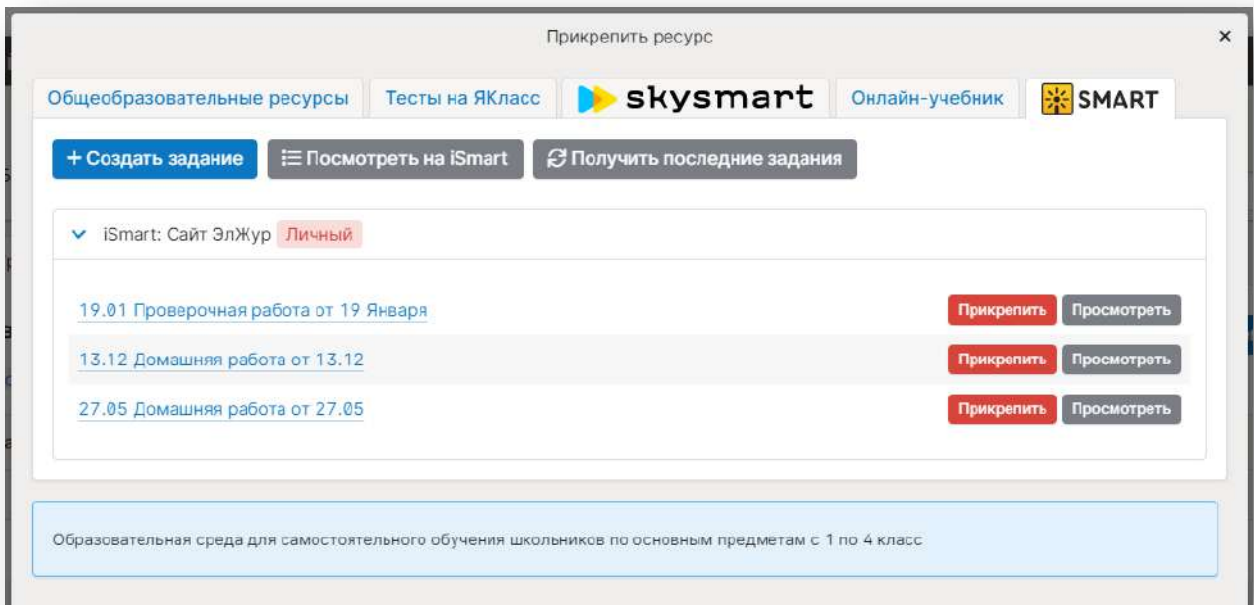 Прикрепить ресурс ×
Общеобразовательные ресурсы Тесты на ЯКласс skysmart Онлайн-учебник SMART
+ Создать задание Посмотреть на iSmart Получить последние задания
iSmart: Сайт ЭлЖур Личный
19.01 Проверочная работа от 19 Января Прикрепить Просмотреть
13.12 Домашняя работа от 13.12 Прикрепить Просмотреть
27.05 Домашняя работа от 27.05 Прикрепить Просмотреть
Образовательная среда для самостоятельного обучения школьников по основным предметам с 1 по 4 класс